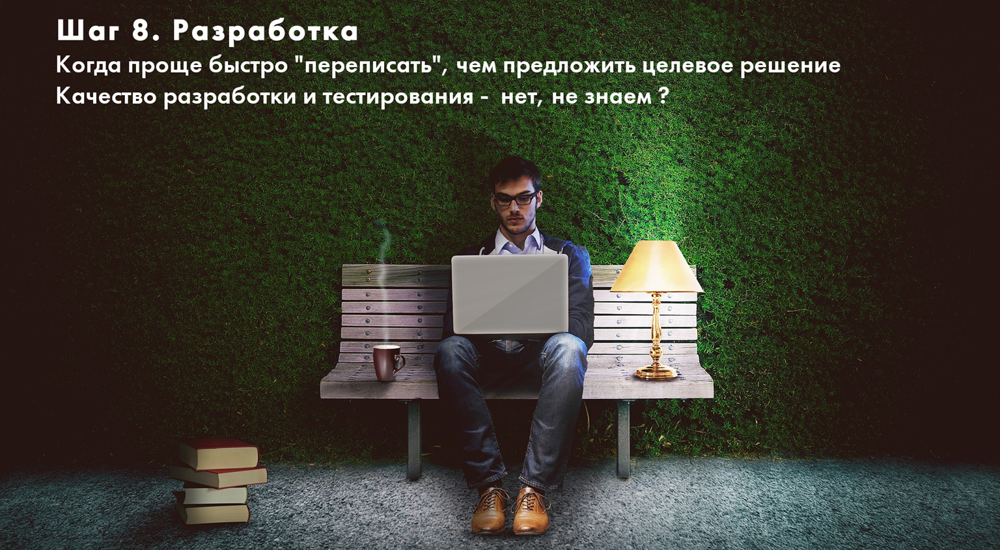 Шаг 8. Разработка
Когда проще быстро "переписать", чем предложить целевое решение
Качество разработки и тестирования -  нет, не знаем ?